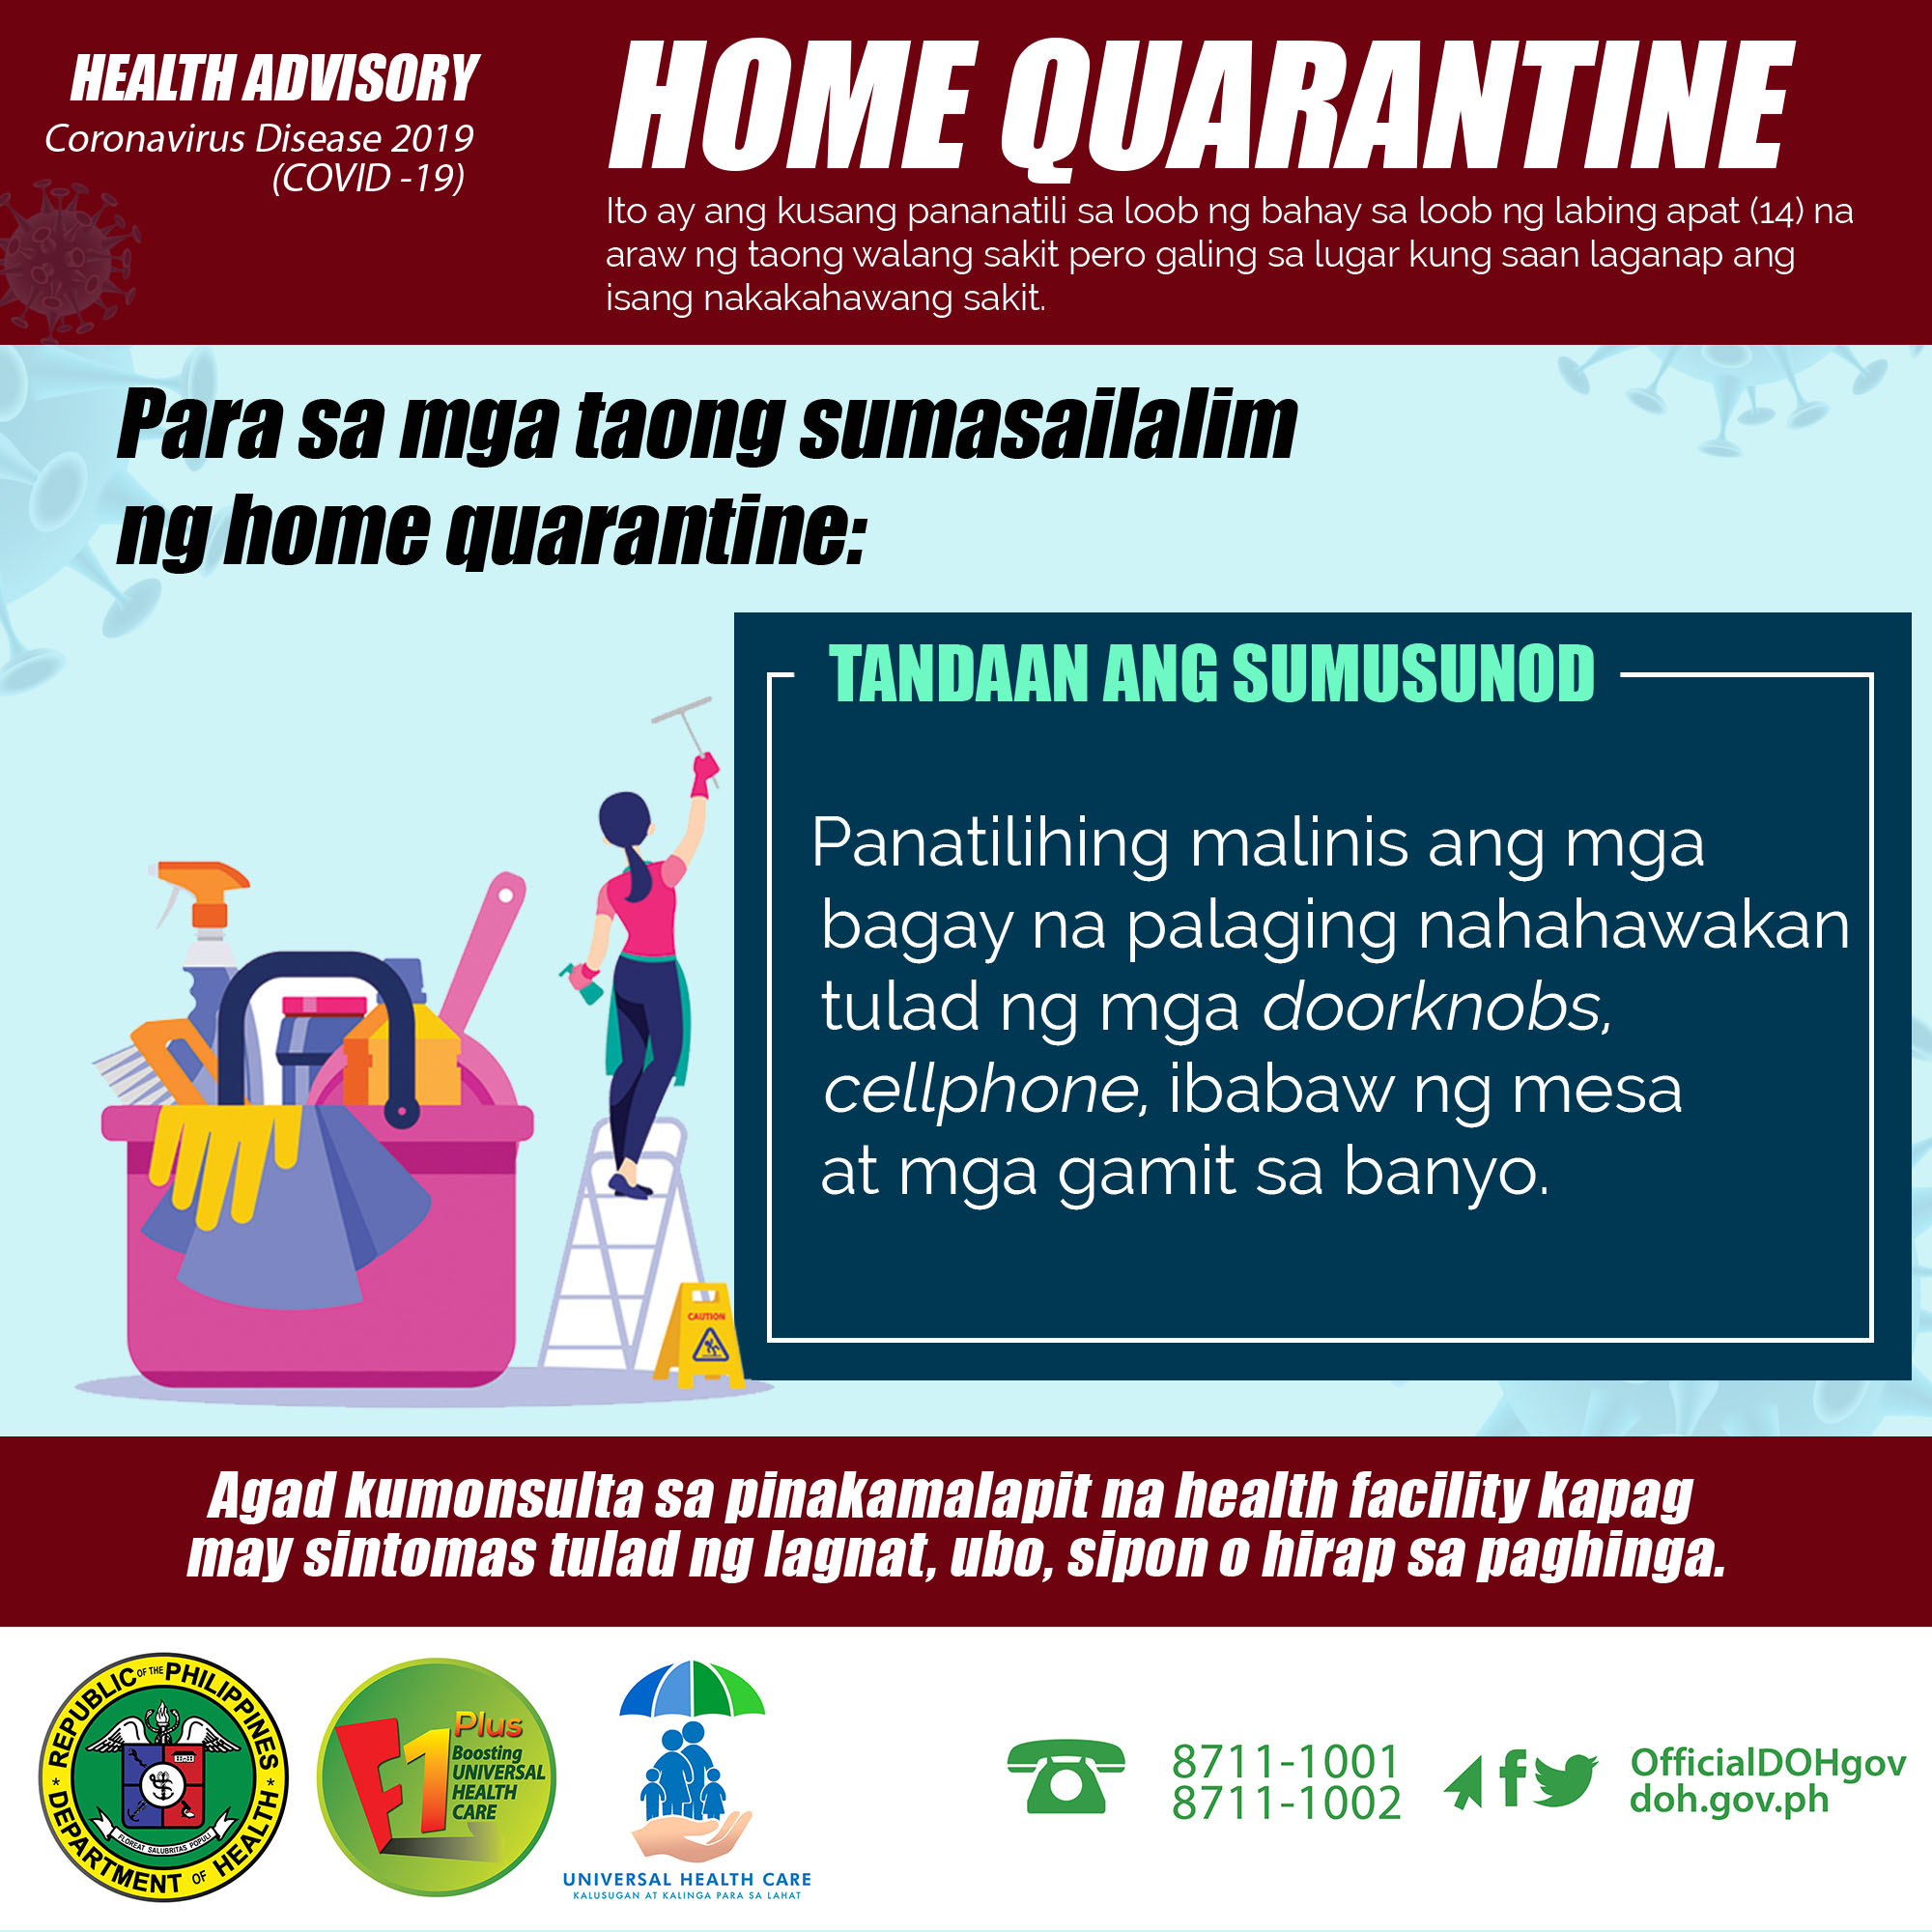 HEALTH ADVISORY
Coronavirus Disease 2019
(COVID -19)
HOME QUARANTINE
Ito ay ang kusang pananatili sa loob ng bahay sa loob ng labing apat (14) na
araw ng taong walang sakit pero galing sa lugar kung saan laganap ang
isang nakakahawang sakit.
Para sa mga taong sumasailalim
ng home quarantine:
TANDAAN ANG SUMUSUNOD
Panatilihing malinis ang mga
bagay na palaging nahahawakan
tulad ng mga doorknobs,
cellphone, ibabaw ng mesa
at mga gamit sa banyo.
CAUTION
Agad kumonsulta sa pinakamalapit na health facility kapag
may sintomas tulad ng lagnat, ubo, sipon o hirap sa paghinga.
REPUBLIC OF THE PHILIPPINES
DEPARTMENT OF HEALTH
FLOREAT SALUBRITAS POPULI
F1 Plus
Boosting
UNIVERSAL
HEALTH
CARE
UNIVERSAL HEALTH CARE
KALUSUGAN AT KALINGA PARA SA LAHAT
8711-1001
8711-1002
OfficialDOHgov
doh.gov.ph